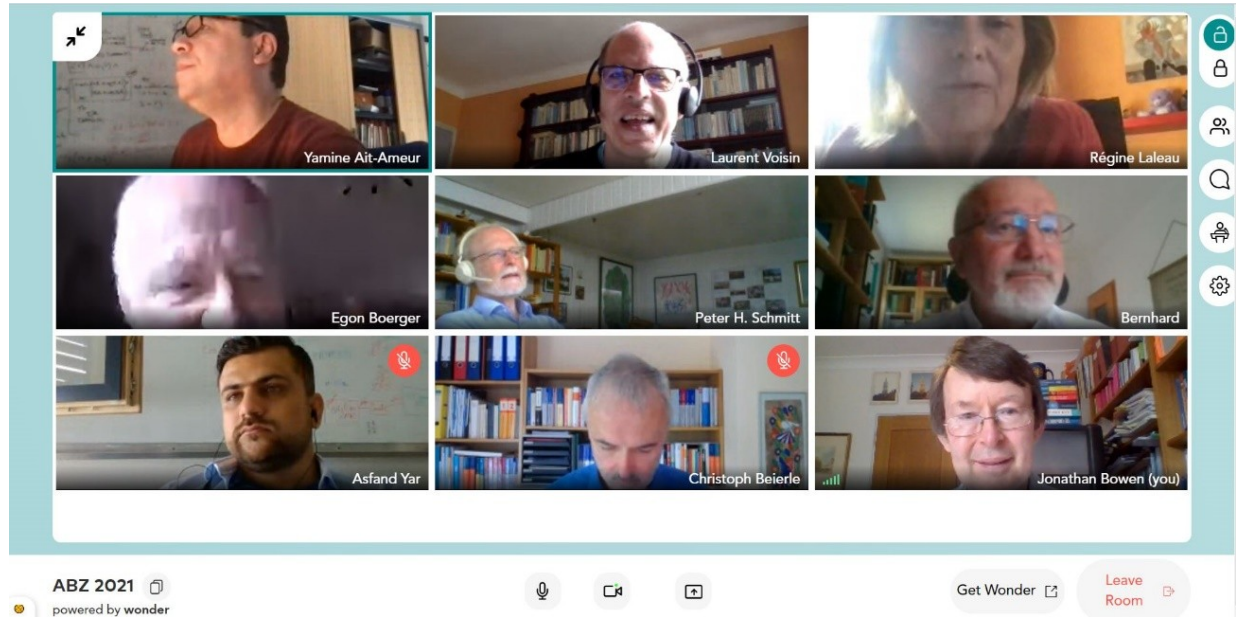 Yamine Ait-Ameur
Laurent Voisin
Régine Laleau
Egon Boerger
Peter H. Schmitt
Bernhard
Asfand Yar
Christoph Beierle
Jonathan Bowen (you)
ABZ 2021
powered by wonder
Get Wonder
Leave
Room